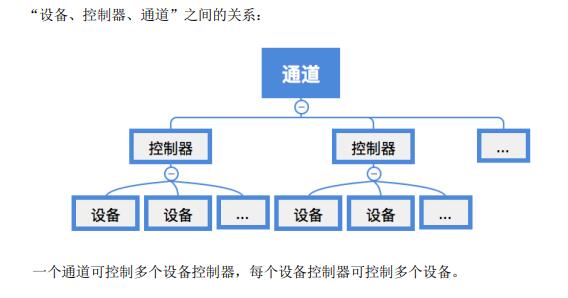 “设备、控制器、通道”之间的关系：
通道
控制器 控制器 ...
设备 设备 ... 设备 设备 ...
一个通道可控制多个设备控制器，每个设备控制器可控制多个设备。